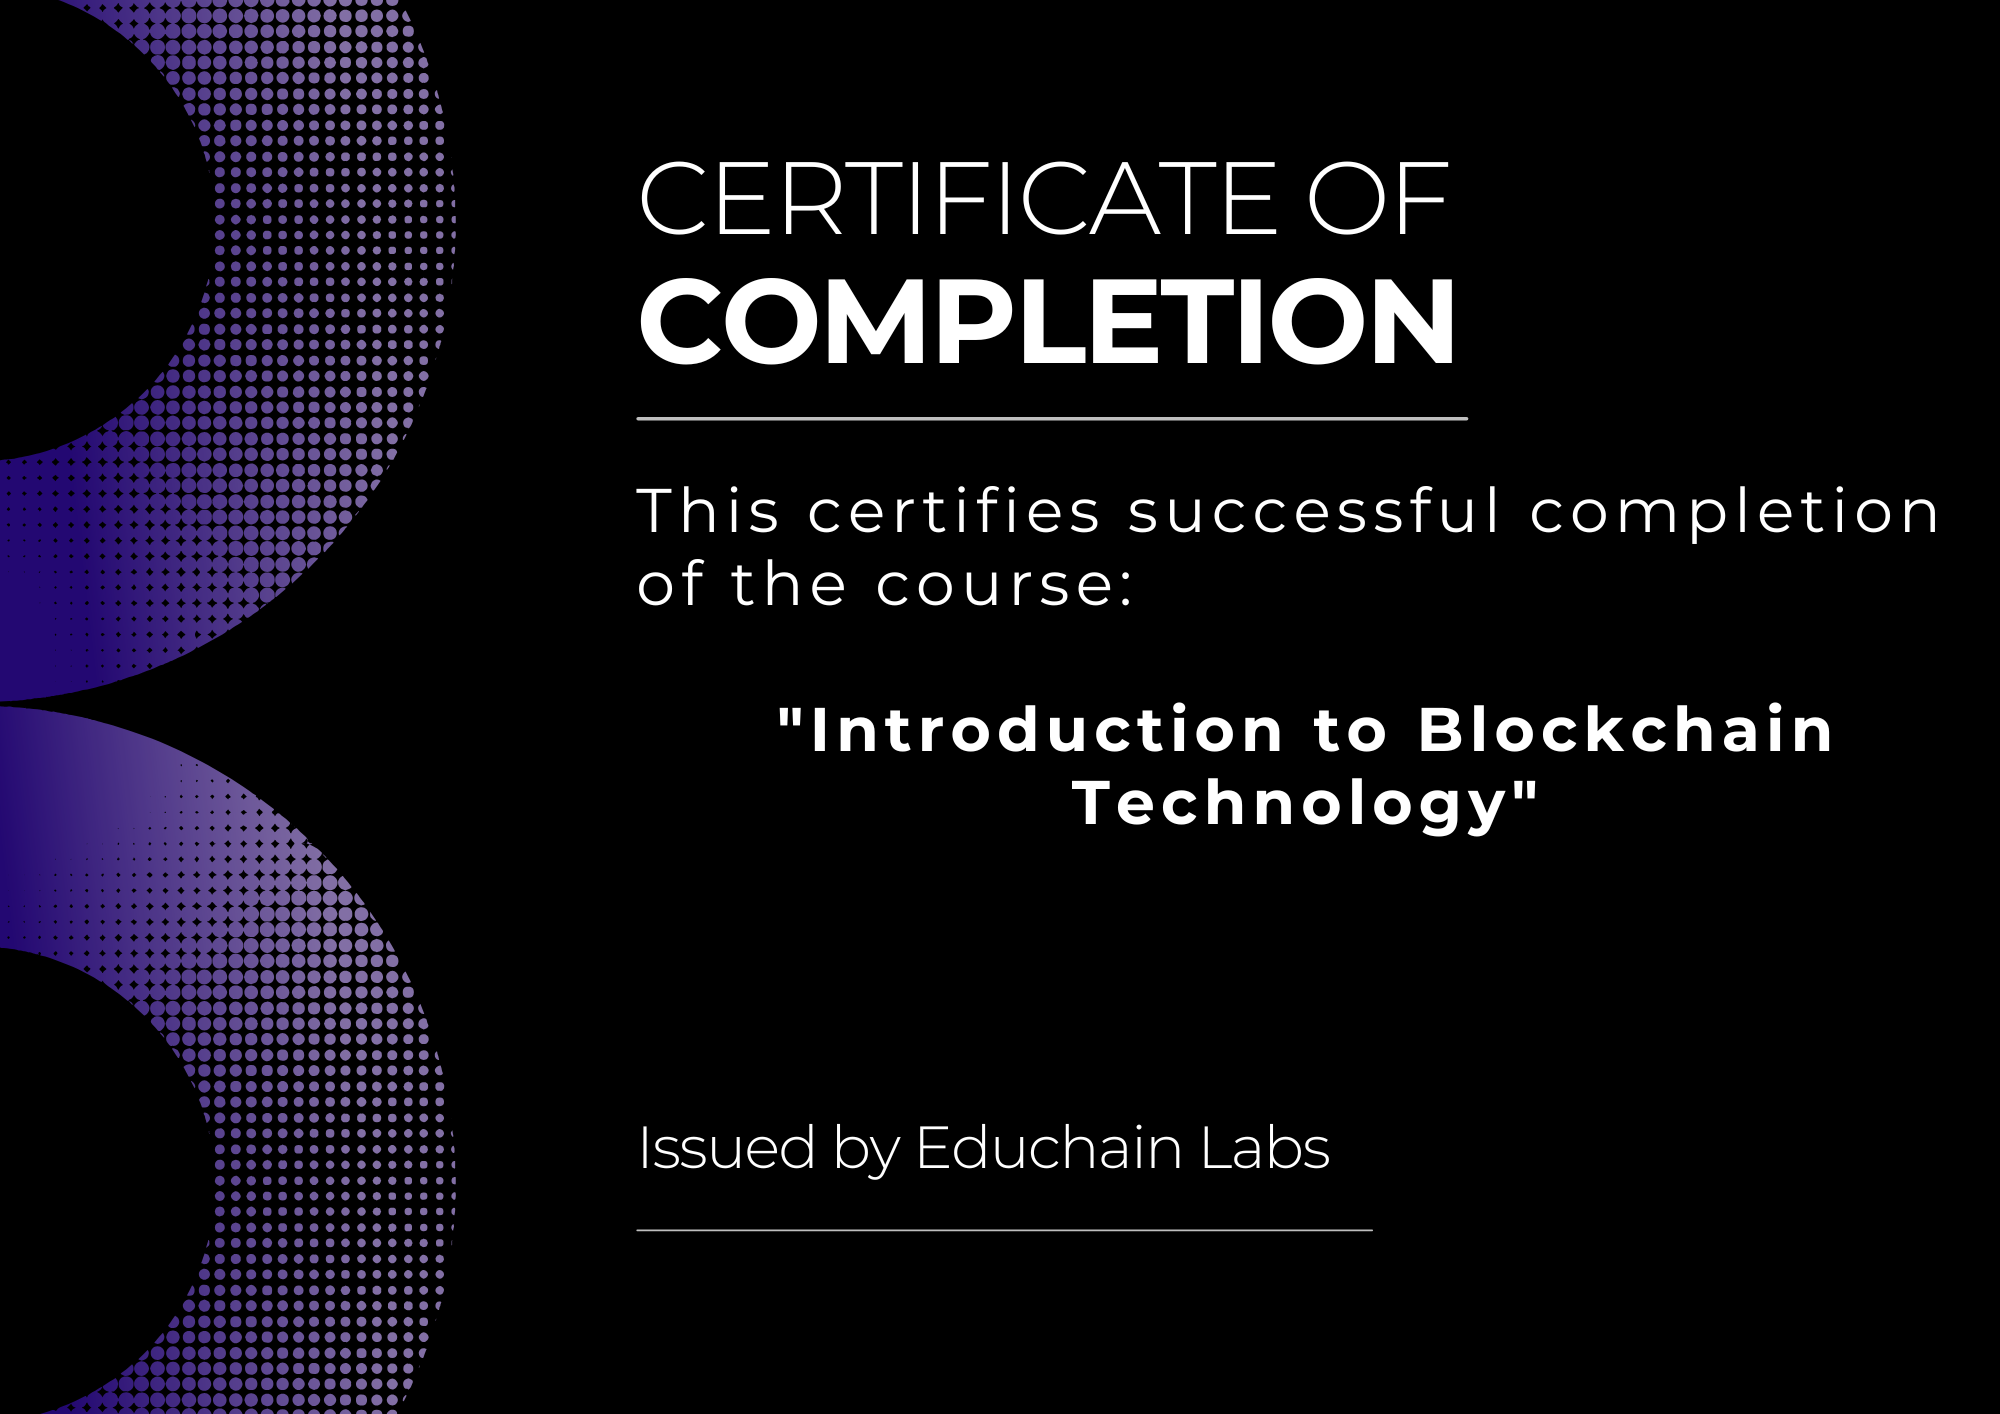 CERTIFICATE OF
COMPLETION
This certifies successful completion
of the course:
"Introduction to Blockchain
Technology"
Issued by Educhain Labs